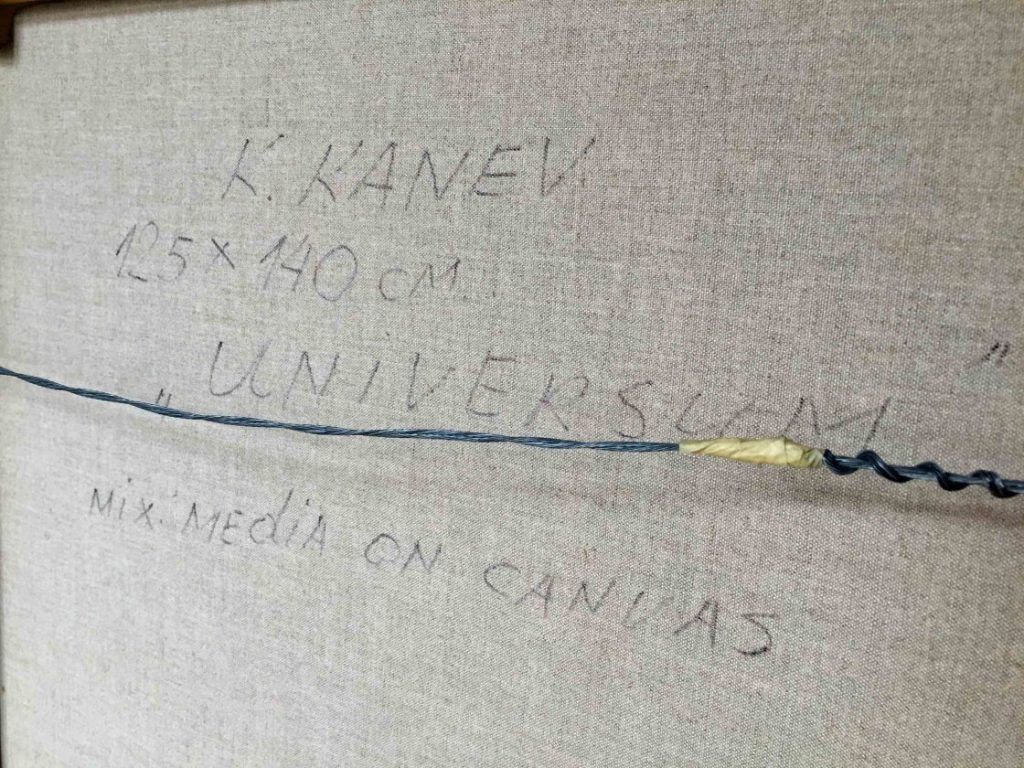 K. KANEV
125 × 140 CM.
„UNIVERSUM"
MIX. MEdiA ON CANVAS